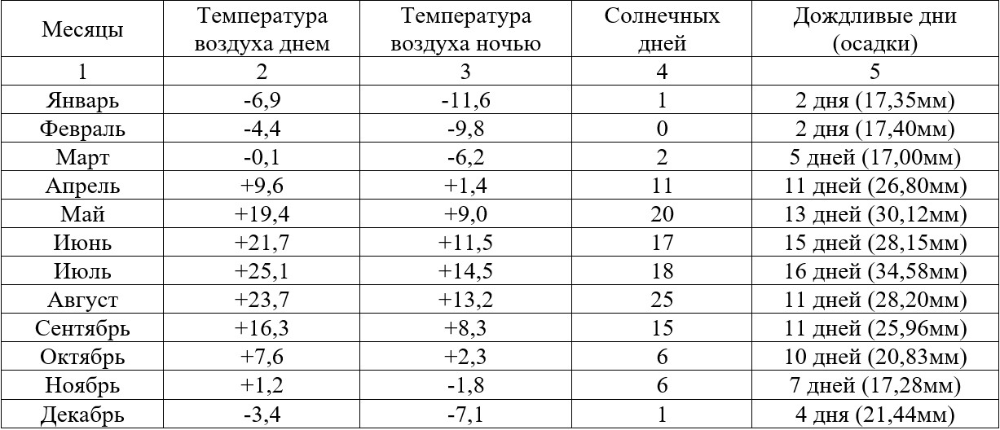 Месяцы Температура воздуха днем Температура воздуха ночью Солнечных дней Дождливые дни (осадки)
1 2 3 4 5
Январь -6,9 -11,6 1 2 дня (17,35мм)
Февраль -4,4 -9,8 0 2 дня (17,40мм)
Март -0,1 -6,2 2 5 дней (17,00мм)
Апрель +9,6 +1,4 11 11 дней (26,80мм)
Май +19,4 +9,0 20 13 дней (30,12мм)
Июнь +21,7 +11,5 17 15 дней (28,15мм)
Июль +25,1 +14,5 18 16 дней (34,58мм)
Август +23,7 +13,2 25 11 дней (28,20мм)
Сентябрь +16,3 +8,3 15 11 дней (25,96мм)
Октябрь +7,6 +2,3 6 10 дней (20,83мм)
Ноябрь +1,2 -1,8 6 7 дней (17,28мм)
Декабрь -3,4 -7,1 1 4 дня (21,44мм)